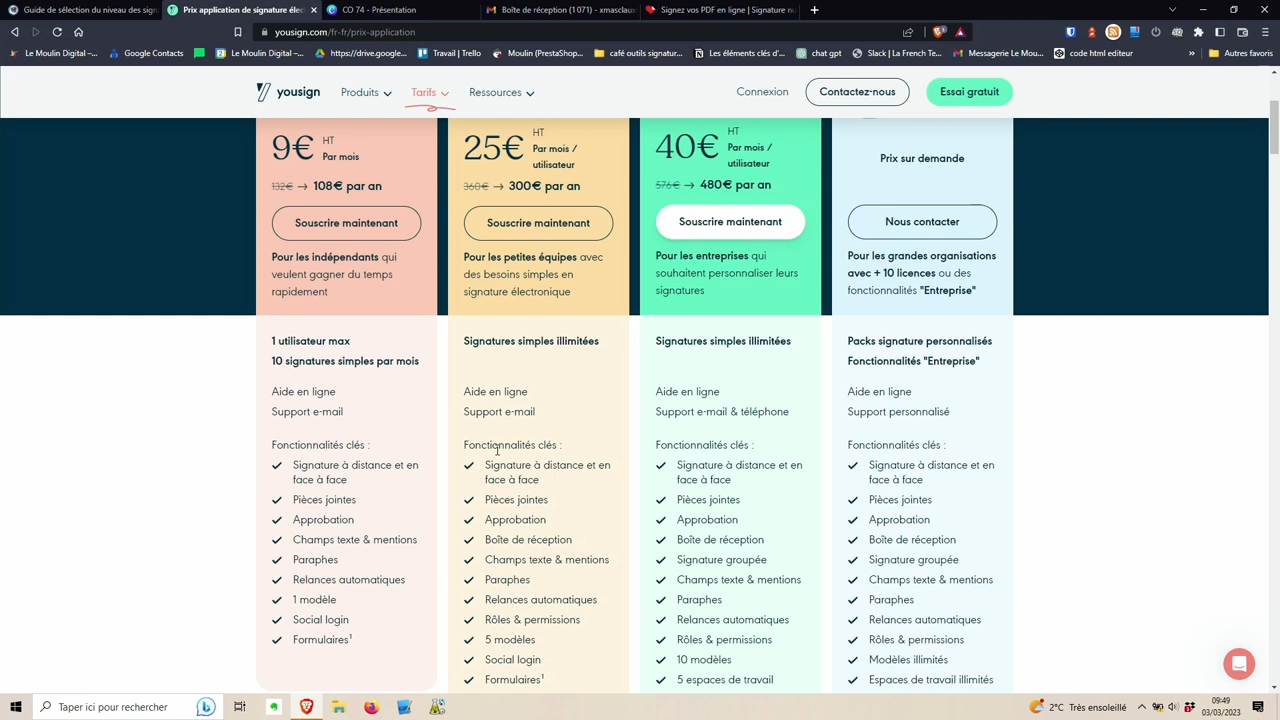 Guide de sélection du niveau des sign
Prix application de signature élec
CO 74 - Présentation
Boîte de réception (1 071) - xmasclaux
Signez vos PDF en ligne | Signature nu
yousign.com/fr-fr/prix-application
Le Moulin Digital ...
Google Contacts
Le Moulin Digital -...
https://drive.google...
Travail | Trello
Moulin (PrestaShop...
café outils signatur...
Les éléments clés d'...
chat gpt
Slack | Le French Te...
Messagerie Le Mou...
code html editeur
Autres favoris
yousign
Produits
Tarifs
Ressources
Connexion
Contactez-nous
Essai gratuit
9€
HT
Par mois
132€ → 108€ par an
Souscrire maintenant
Pour les indépendants qui
veulent gagner du temps
rapidement
1 utilisateur max
10 signatures simples par mois
Aide en ligne
Support e-mail
Fonctionnalités clés :
Signature à distance et en
face à face
Pièces jointes
Approbation
Champs texte & mentions
Paraphes
Relances automatiques
1 modèle
Social login
Formulaires¹
25€
HT
Par mois /
utilisateur
360€ → 300€ par an
Souscrire maintenant
Pour les petites équipes avec
des besoins simples en
signature électronique
Signatures simples illimitées
Aide en ligne
Support e-mail
Fonctionnalités clés :
Signature à distance et en
face à face
Pièces jointes
Approbation
Boîte de réception
Champs texte & mentions
Paraphes
Relances automatiques
Rôles & permissions
5 modèles
Social login
Formulaires¹
40€
HT
Par mois /
utilisateur
576€ → 480€ par an
Souscrire maintenant
Pour les entreprises qui
souhaitent personnaliser leurs
signatures
Signatures simples illimitées
Aide en ligne
Support e-mail & téléphone
Fonctionnalités clés :
Signature à distance et en
face à face
Pièces jointes
Approbation
Boîte de réception
Signature groupée
Champs texte & mentions
Paraphes
Relances automatiques
Rôles & permissions
10 modèles
5 espaces de travail
Prix sur demande
Nous contacter
Pour les grandes organisations
avec + 10 licences ou des
fonctionnalités "Entreprise"
Packs signature personnalisés
Fonctionnalités "Entreprise"
Aide en ligne
Support personnalisé
Fonctionnalités clés :
Signature à distance et en
face à face
Pièces jointes
Approbation
Boîte de réception
Signature groupée
Champs texte & mentions
Paraphes
Relances automatiques
Rôles & permissions
Modèles illimités
Espaces de travail illimités
Taper ici pour rechercher
2°C Très ensoleillé
09:49
03/03/2023